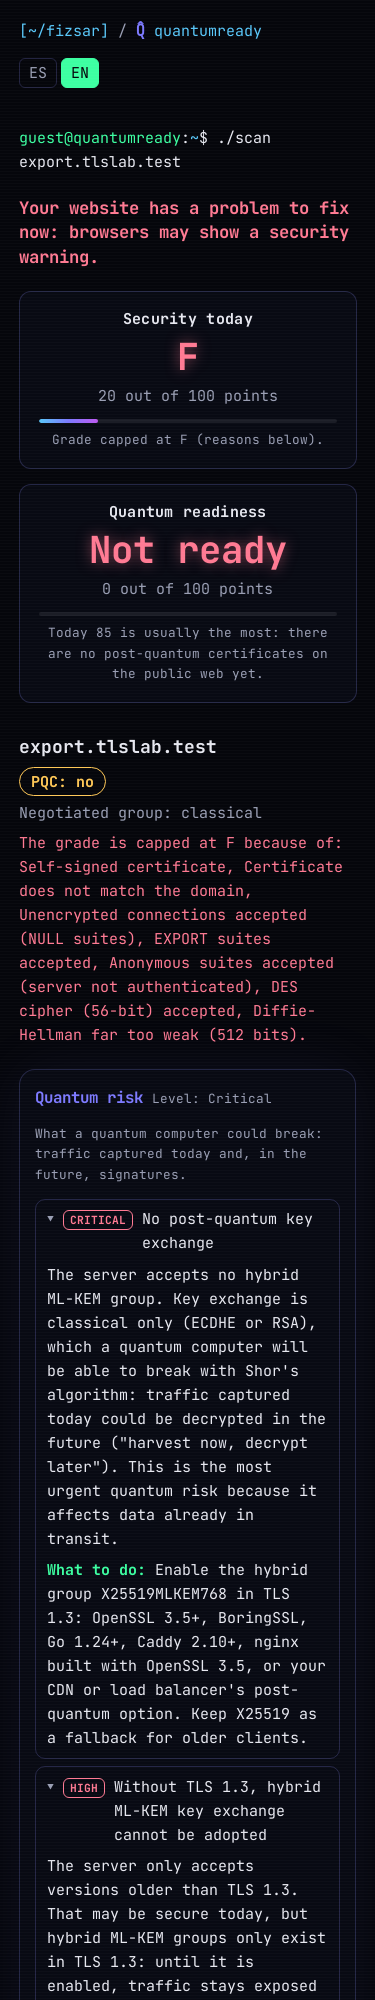 [~/fizsar] / Q̂ quantumready
ES EN
guest@quantumready:~$ ./scan
export.tlslab.test
Your website has a problem to fix
now: browsers may show a security
warning.
Security today
F
20 out of 100 points
Grade capped at F (reasons below).
Quantum readiness
Not ready
0 out of 100 points
Today 85 is usually the most: there
are no post-quantum certificates on
the public web yet.
export.tlslab.test
PQC: no
Negotiated group: classical
The grade is capped at F because of:
Self-signed certificate, Certificate
does not match the domain,
Unencrypted connections accepted
(NULL suites), EXPORT suites
accepted, Anonymous suites accepted
(server not authenticated), DES
cipher (56-bit) accepted, Diffie-
Hellman far too weak (512 bits).
Quantum risk Level: Critical
What a quantum computer could break:
traffic captured today and, in the
future, signatures.
▾ CRITICAL No post-quantum key
exchange
The server accepts no hybrid
ML-KEM group. Key exchange is
classical only (ECDHE or RSA),
which a quantum computer will
be able to break with Shor's
algorithm: traffic captured
today could be decrypted in the
future ("harvest now, decrypt
later"). This is the most
urgent quantum risk because it
affects data already in
transit.
What to do: Enable the hybrid
group X25519MLKEM768 in TLS
1.3: OpenSSL 3.5+, BoringSSL,
Go 1.24+, Caddy 2.10+, nginx
built with OpenSSL 3.5, or your
CDN or load balancer's post-
quantum option. Keep X25519 as
a fallback for older clients.
▾ HIGH Without TLS 1.3, hybrid
ML-KEM key exchange
cannot be adopted
The server only accepts
versions older than TLS 1.3.
That may be secure today, but
hybrid ML-KEM groups only exist
in TLS 1.3: until it is
enabled, traffic stays exposed